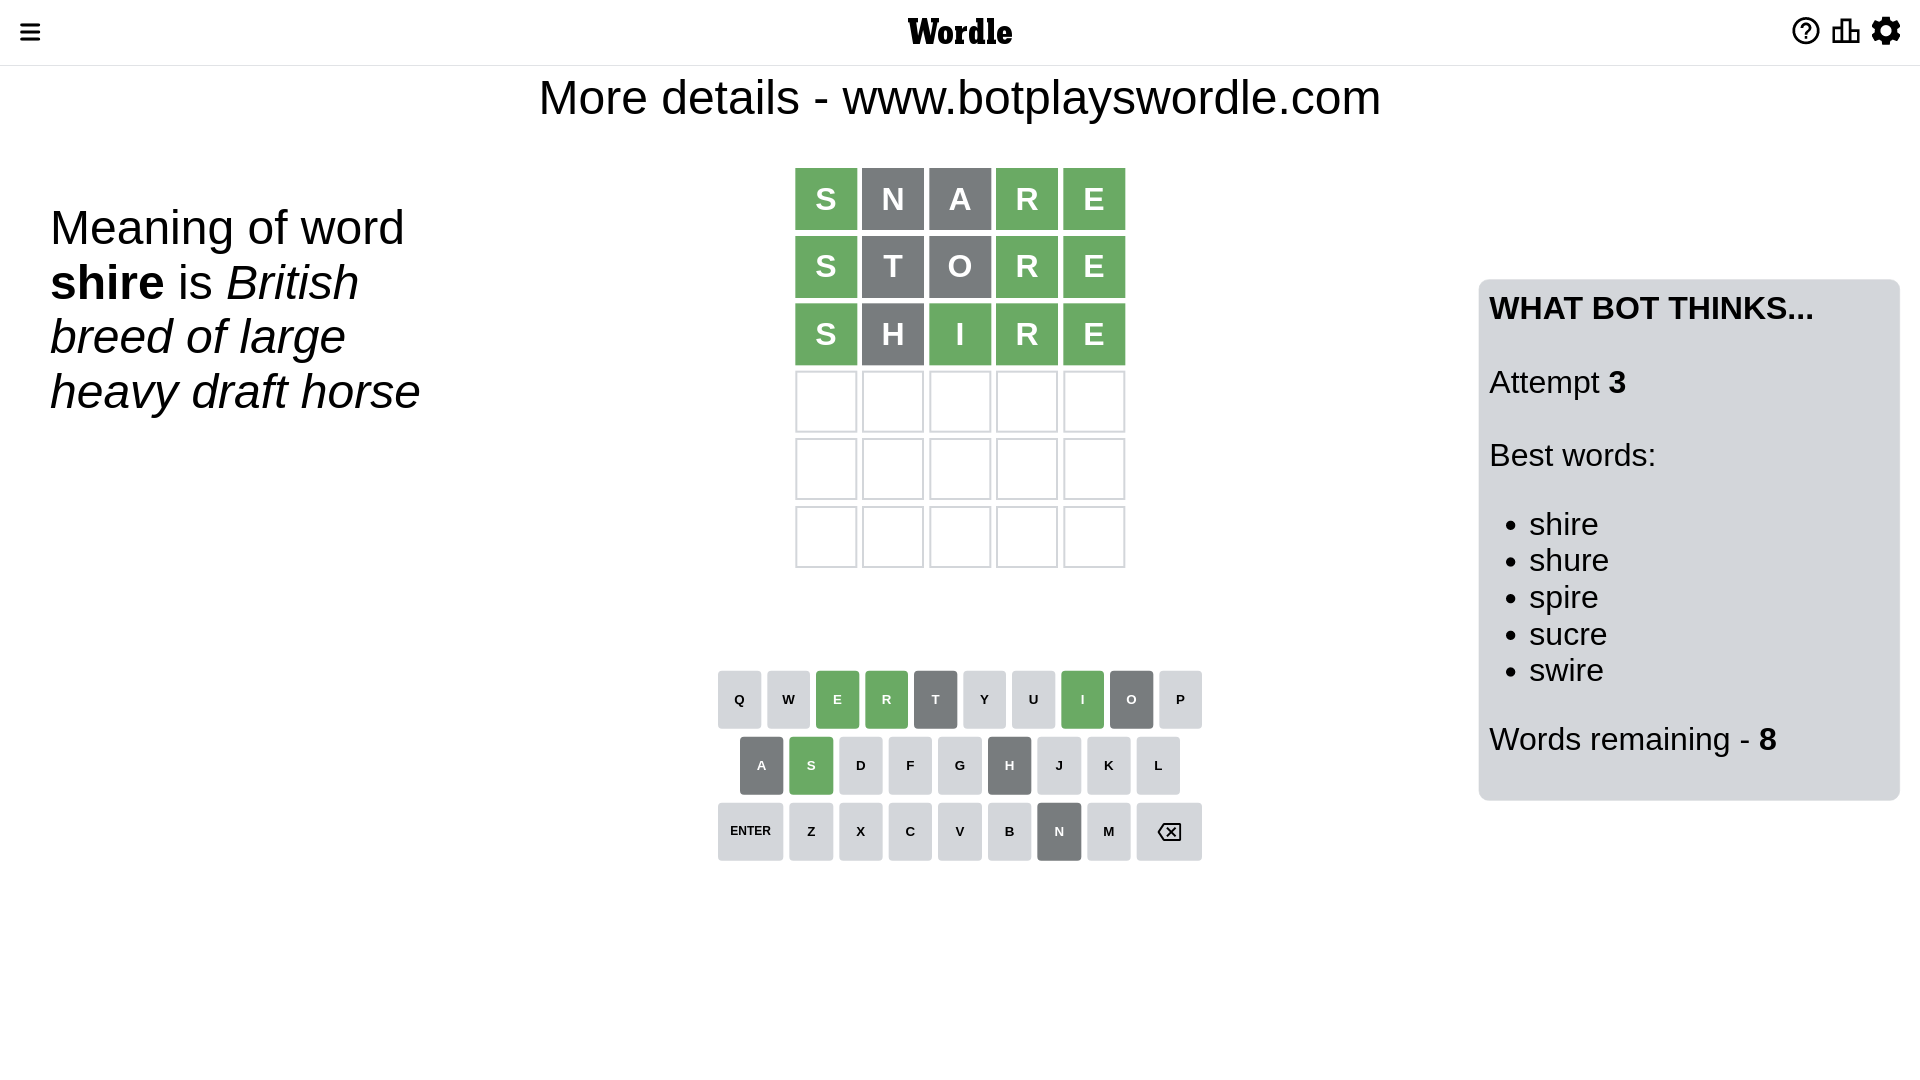 Wordle
More details - www.botplayswordle.com
Meaning of word
shire is British
breed of large
heavy draft horse
S N A R E
S T O R E
S H I R E
WHAT BOT THINKS...
Attempt 3
Best words:
• shire
• shure
• spire
• sucre
• swire
Words remaining - 8
Q W E R T Y U I O P
A S D F G H J K L
ENTER Z X C V B N M